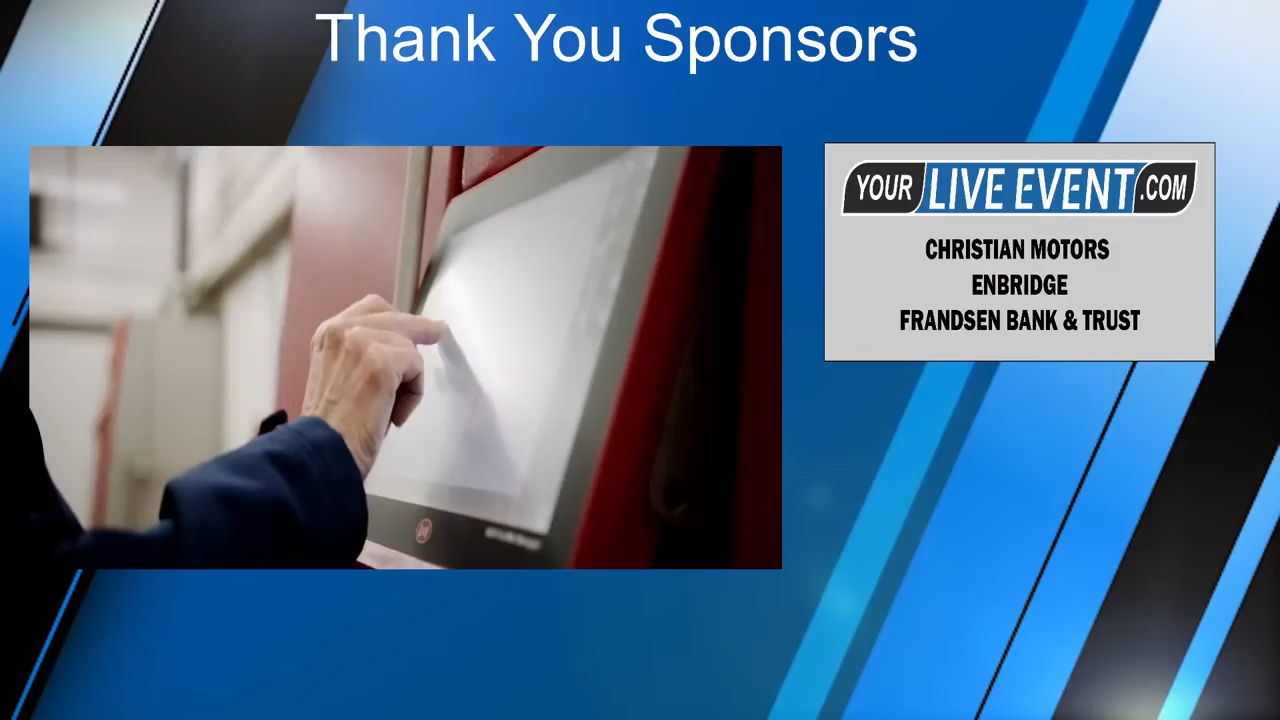 Thank You Sponsors
YOUR LIVE EVENT .COM
CHRISTIAN MOTORS
ENBRIDGE
FRANDSEN BANK & TRUST